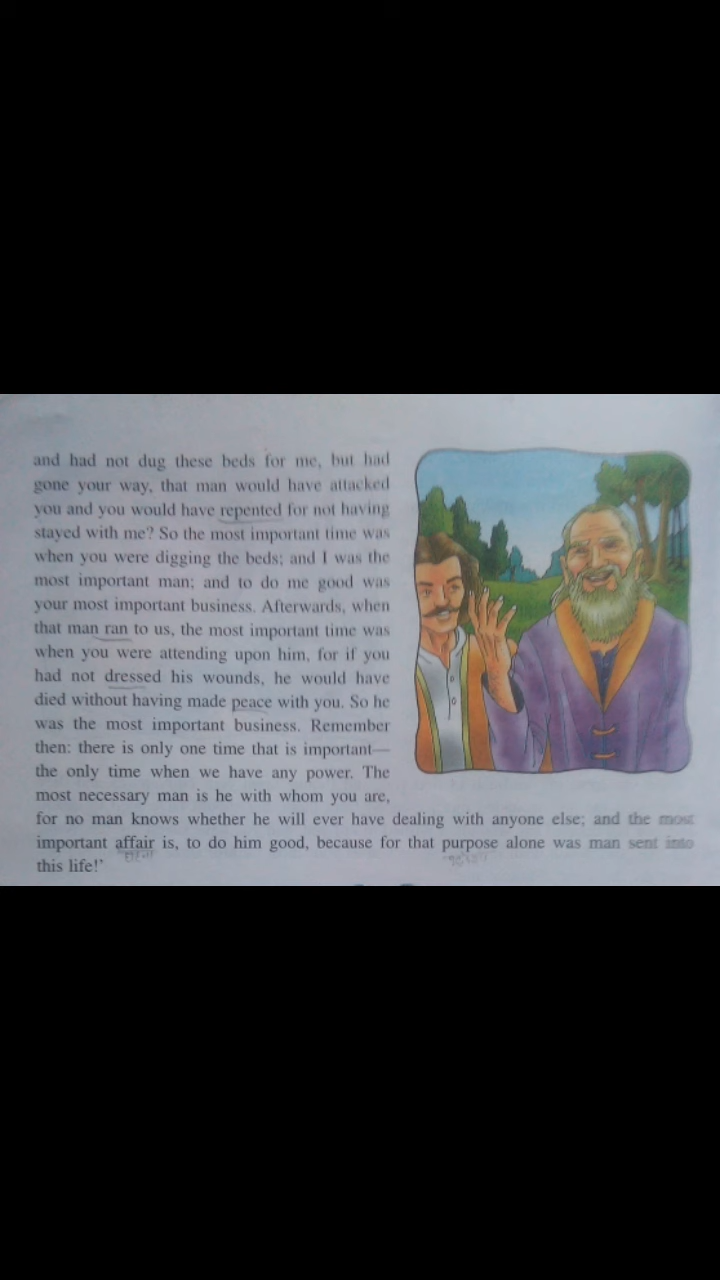 and had not dug these beds for me, but had
gone your way, that man would have attacked
you and you would have repented for not having
stayed with me? So the most important time was
when you were digging the beds; and I was the
most important man; and to do me good was
your most important business. Afterwards, when
that man ran to us, the most important time was
when you were attending upon him, for if you
had not dressed his wounds, he would have
died without having made peace with you. So he
was the most important business. Remember
then: there is only one time that is important—
the only time when we have any power. The
most necessary man is he with whom you are,
for no man knows whether he will ever have dealing with anyone else; and the most
important affair is, to do him good, because for that purpose alone was man sent into
this life!’